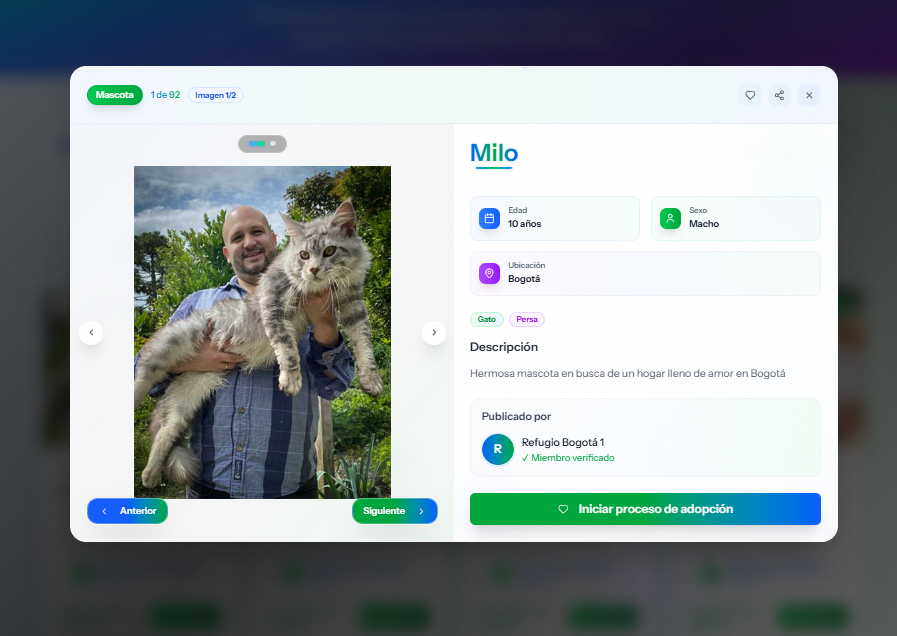 Mascota
1 de 92
Imagen 1/2
Milo
Edad
10 años
Sexo
Macho
Ubicación
Bogotá
Gato
Persa
Descripción
Hermosa mascota en busca de un hogar lleno de amor en Bogotá
Publicado por
R
Refugio Bogotá 1
✓ Miembro verificado
Anterior
Siguiente
Iniciar proceso de adopción